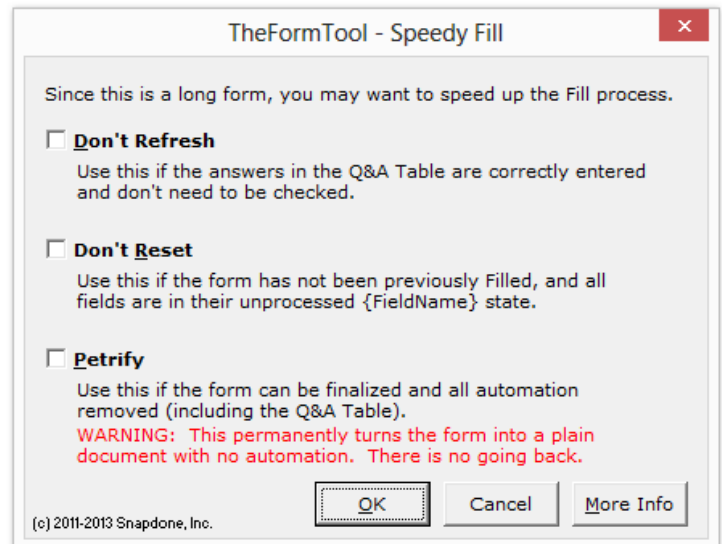 TheFormTool - Speedy Fill
Since this is a long form, you may want to speed up the Fill process.
Don't Refresh
Use this if the answers in the Q&A Table are correctly entered
and don't need to be checked.
Don't Reset
Use this if the form has not been previously Filled, and all
fields are in their unprocessed {FieldName} state.
Petrify
Use this if the form can be finalized and all automation
removed (including the Q&A Table).
WARNING:  This permanently turns the form into a plain
document with no automation.  There is no going back.
OK Cancel More Info
(c) 2011-2013 Snapdone, Inc.